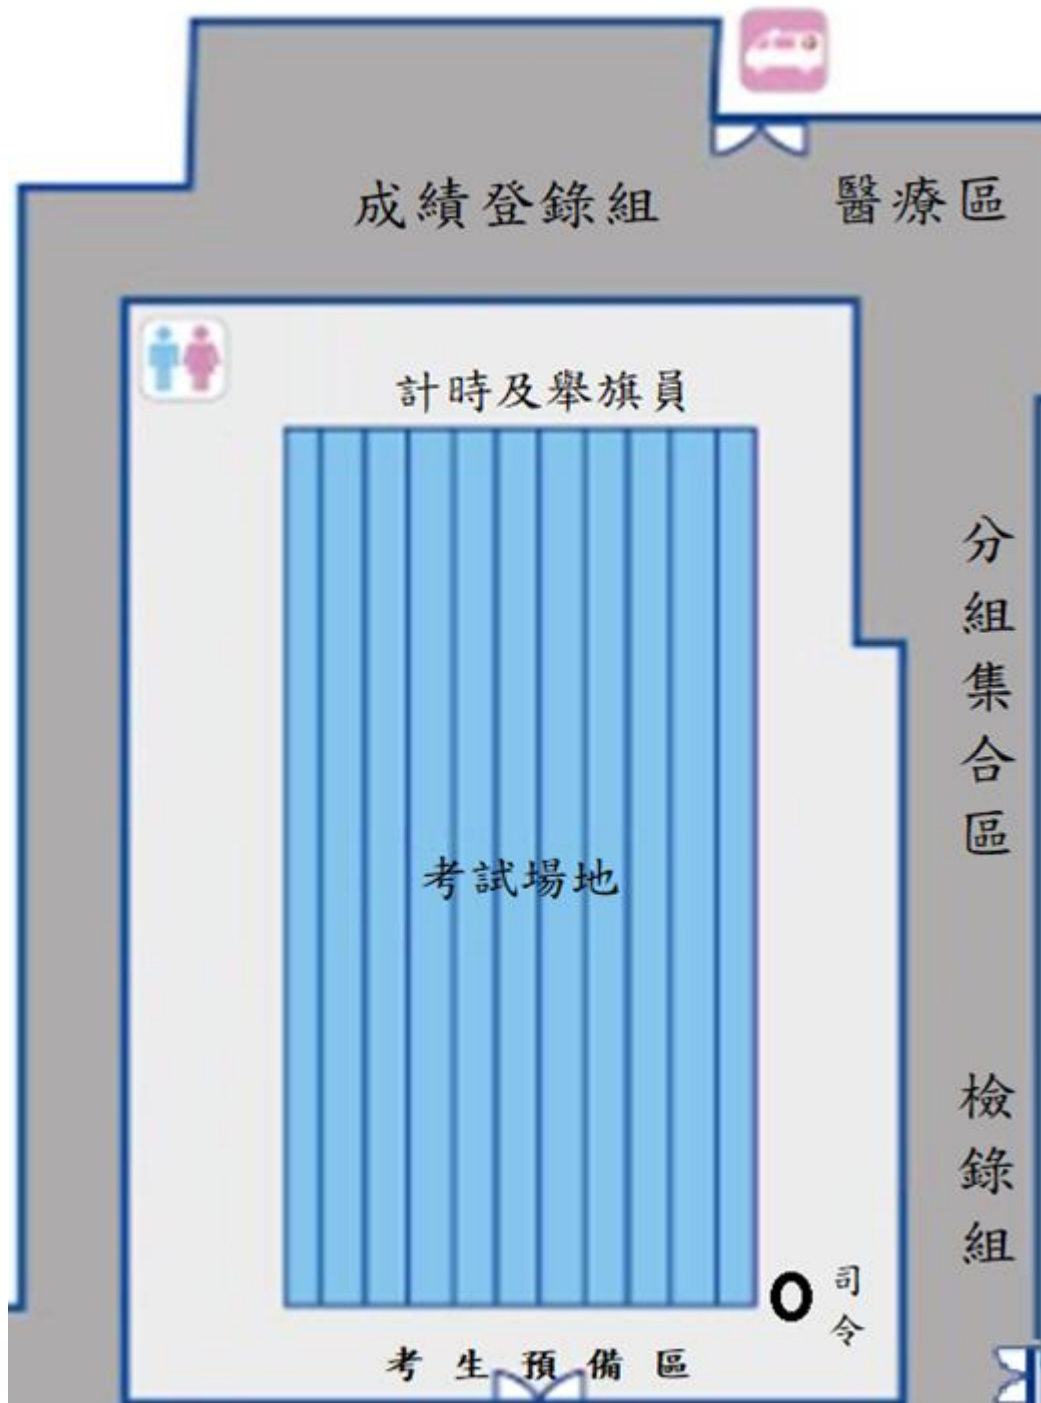 成績登錄組
醫療區
計時及舉旗員
分組集合區
考試場地
檢錄組
司令
考生預備區